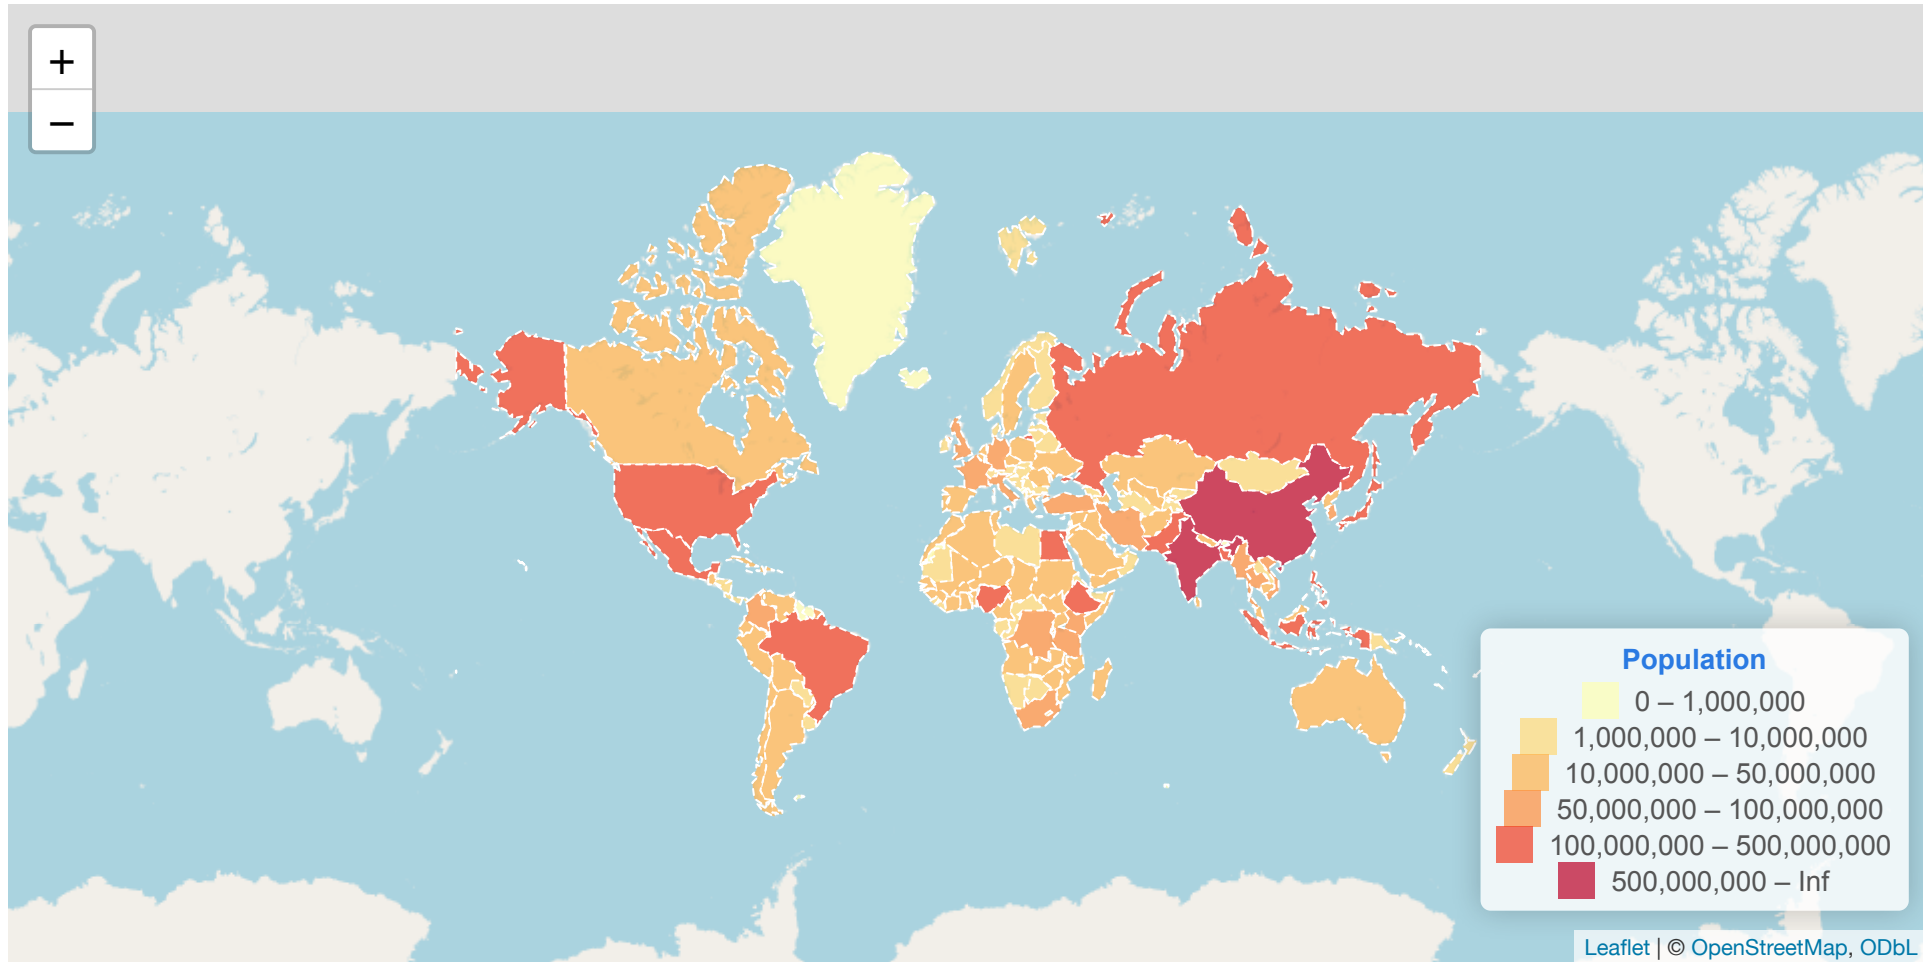 +
−
Population
0 – 1,000,000
1,000,000 – 10,000,000
10,000,000 – 50,000,000
50,000,000 – 100,000,000
100,000,000 – 500,000,000
500,000,000 – Inf
Leaflet | © OpenStreetMap, ODbL